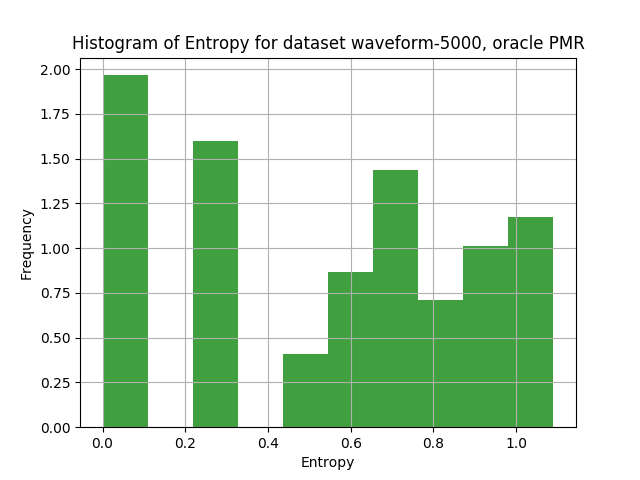 Histogram of Entropy for dataset waveform-5000, oracle PMR
2.00
1.75
1.50
1.25
1.00
0.75
0.50
0.25
0.00
Frequency
0.0 0.2 0.4 0.6 0.8 1.0
Entropy